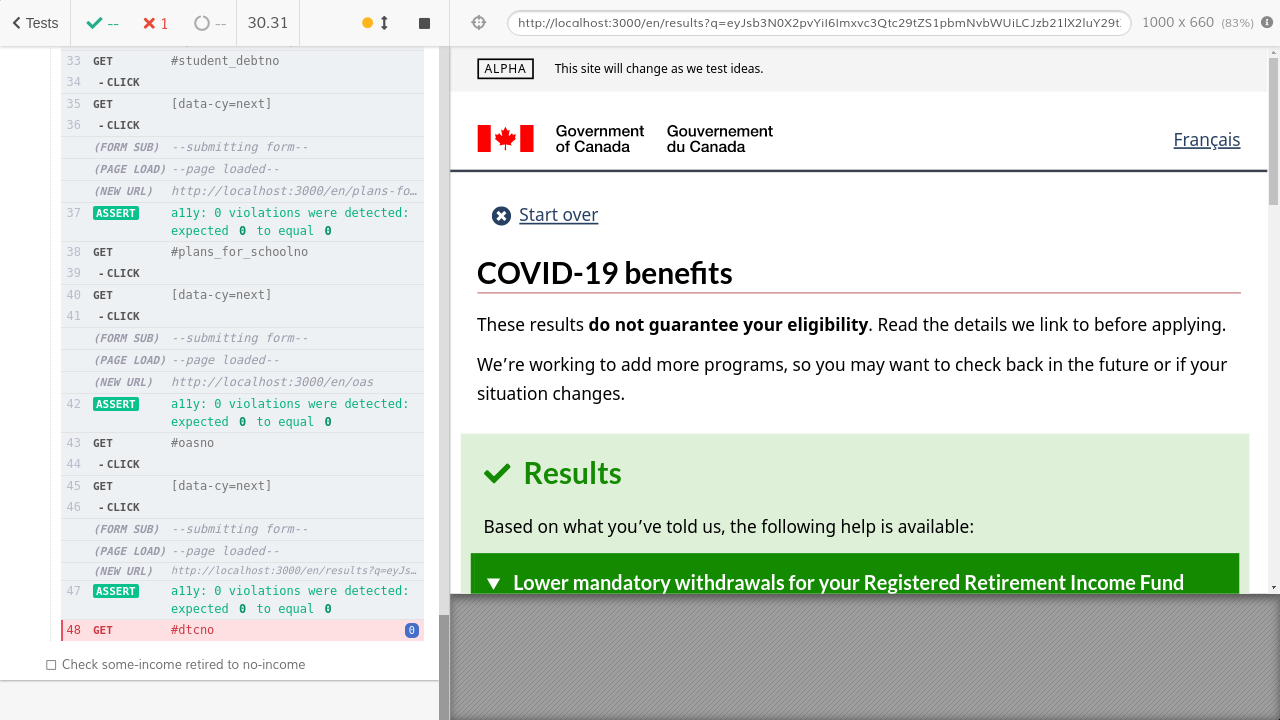 Tests
--
1
--
30.31
http://localhost:3000/en/results?q=eyJsb3N0X2pvYiI6Imxvc3Qtc29tZS1pbmNvbWUiLCJzb21lX2luY29t
1000 x 660 (83%)
33 GET #student_debtno
34 -CLICK
35 GET [data-cy=next]
36 -CLICK
(FORM SUB) --submitting form--
(PAGE LOAD) --page loaded--
(NEW URL) http://localhost:3000/en/plans-fo…
37 ASSERT a11y: 0 violations were detected:
expected 0 to equal 0
38 GET #plans_for_schoolno
39 -CLICK
40 GET [data-cy=next]
41 -CLICK
(FORM SUB) --submitting form--
(PAGE LOAD) --page loaded--
(NEW URL) http://localhost:3000/en/oas
42 ASSERT a11y: 0 violations were detected:
expected 0 to equal 0
43 GET #oasno
44 -CLICK
45 GET [data-cy=next]
46 -CLICK
(FORM SUB) --submitting form--
(PAGE LOAD) --page loaded--
(NEW URL) http://localhost:3000/en/results?q=eyJs…
47 ASSERT a11y: 0 violations were detected:
expected 0 to equal 0
48 GET #dtcno 0
Check some-income retired to no-income
ALPHA This site will change as we test ideas.
Government of Canada
Gouvernement du Canada
Français
Start over
COVID-19 benefits
These results do not guarantee your eligibility. Read the details we link to before applying.
We’re working to add more programs, so you may want to check back in the future or if your
situation changes.
Results
Based on what you’ve told us, the following help is available:
Lower mandatory withdrawals for your Registered Retirement Income Fund